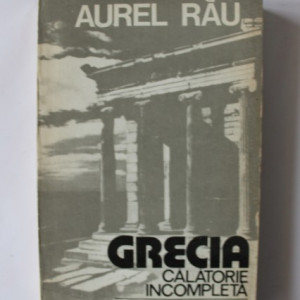 AUREL RĂU
GRECIA
CĂLĂTORIE
INCOMPLETĂ